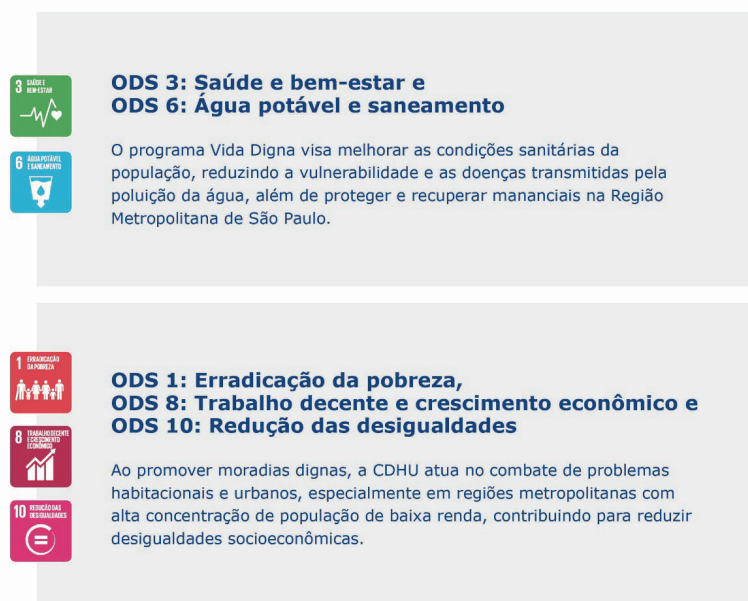 3 SAÚDE E
BEM-ESTAR
ODS 3: Saúde e bem-estar e
ODS 6: Água potável e saneamento
6 ÁGUA POTÁVEL
E SANEAMENTO
O programa Vida Digna visa melhorar as condições sanitárias da
população, reduzindo a vulnerabilidade e as doenças transmitidas pela
poluição da água, além de proteger e recuperar mananciais na Região
Metropolitana de São Paulo.
1 ERRADICAÇÃO
DA POBREZA
ODS 1: Erradicação da pobreza,
ODS 8: Trabalho decente e crescimento econômico e
ODS 10: Redução das desigualdades
8 TRABALHO DECENTE
E CRESCIMENTO
ECONÔMICO
Ao promover moradias dignas, a CDHU atua no combate de problemas
habitacionais e urbanos, especialmente em regiões metropolitanas com
alta concentração de população de baixa renda, contribuindo para reduzir
desigualdades socioeconômicas.
10 REDUÇÃO DAS
DESIGUALDADES